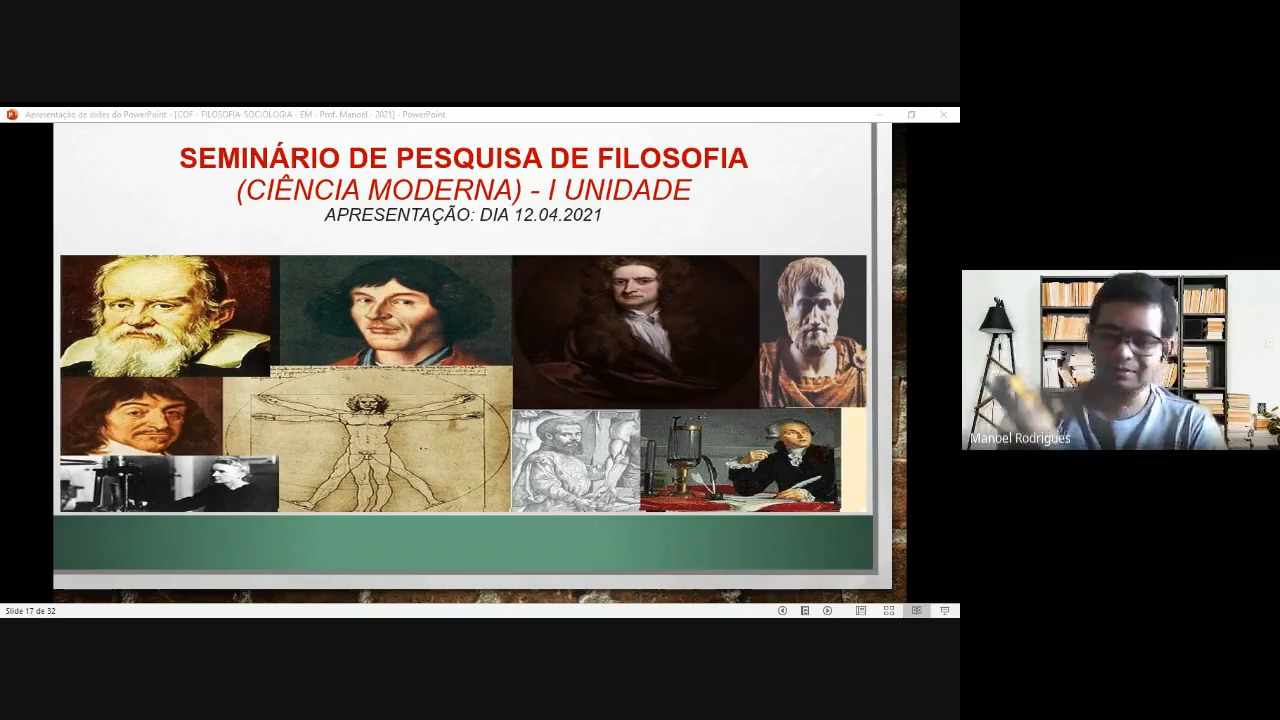 Apresentação de slides do PowerPoint - [COF - FILOSOFIA-SOCIOLOGIA - EM - Prof. Manoel - 2021] - PowerPoint
SEMINÁRIO DE PESQUISA DE FILOSOFIA
(CIÊNCIA MODERNA) - I UNIDADE
APRESENTAÇÃO: DIA 12.04.2021
Manoel Rodrigues
Slide 17 de 32